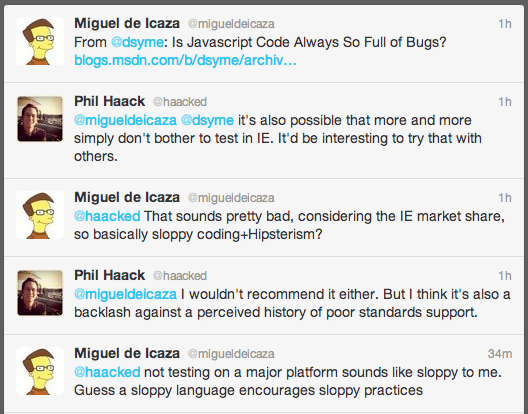 Miguel de Icaza @migueldeicaza 1h
From @dsyme: Is Javascript Code Always So Full of Bugs?
blogs.msdn.com/b/dsyme/archiv…
Phil Haack @haacked 1h
@migueldeicaza @dsyme it's also possible that more and more
simply don't bother to test in IE. It'd be interesting to try that with
others.
Miguel de Icaza @migueldeicaza 1h
@haacked That sounds pretty bad, considering the IE market share,
so basically sloppy coding+Hipsterism?
Phil Haack @haacked 1h
@migueldeicaza I wouldn't recommend it either. But I think it's also a
backlash against a perceived history of poor standards support.
Miguel de Icaza @migueldeicaza 34m
@haacked not testing on a major platform sounds like sloppy to me.
Guess a sloppy language encourages sloppy practices